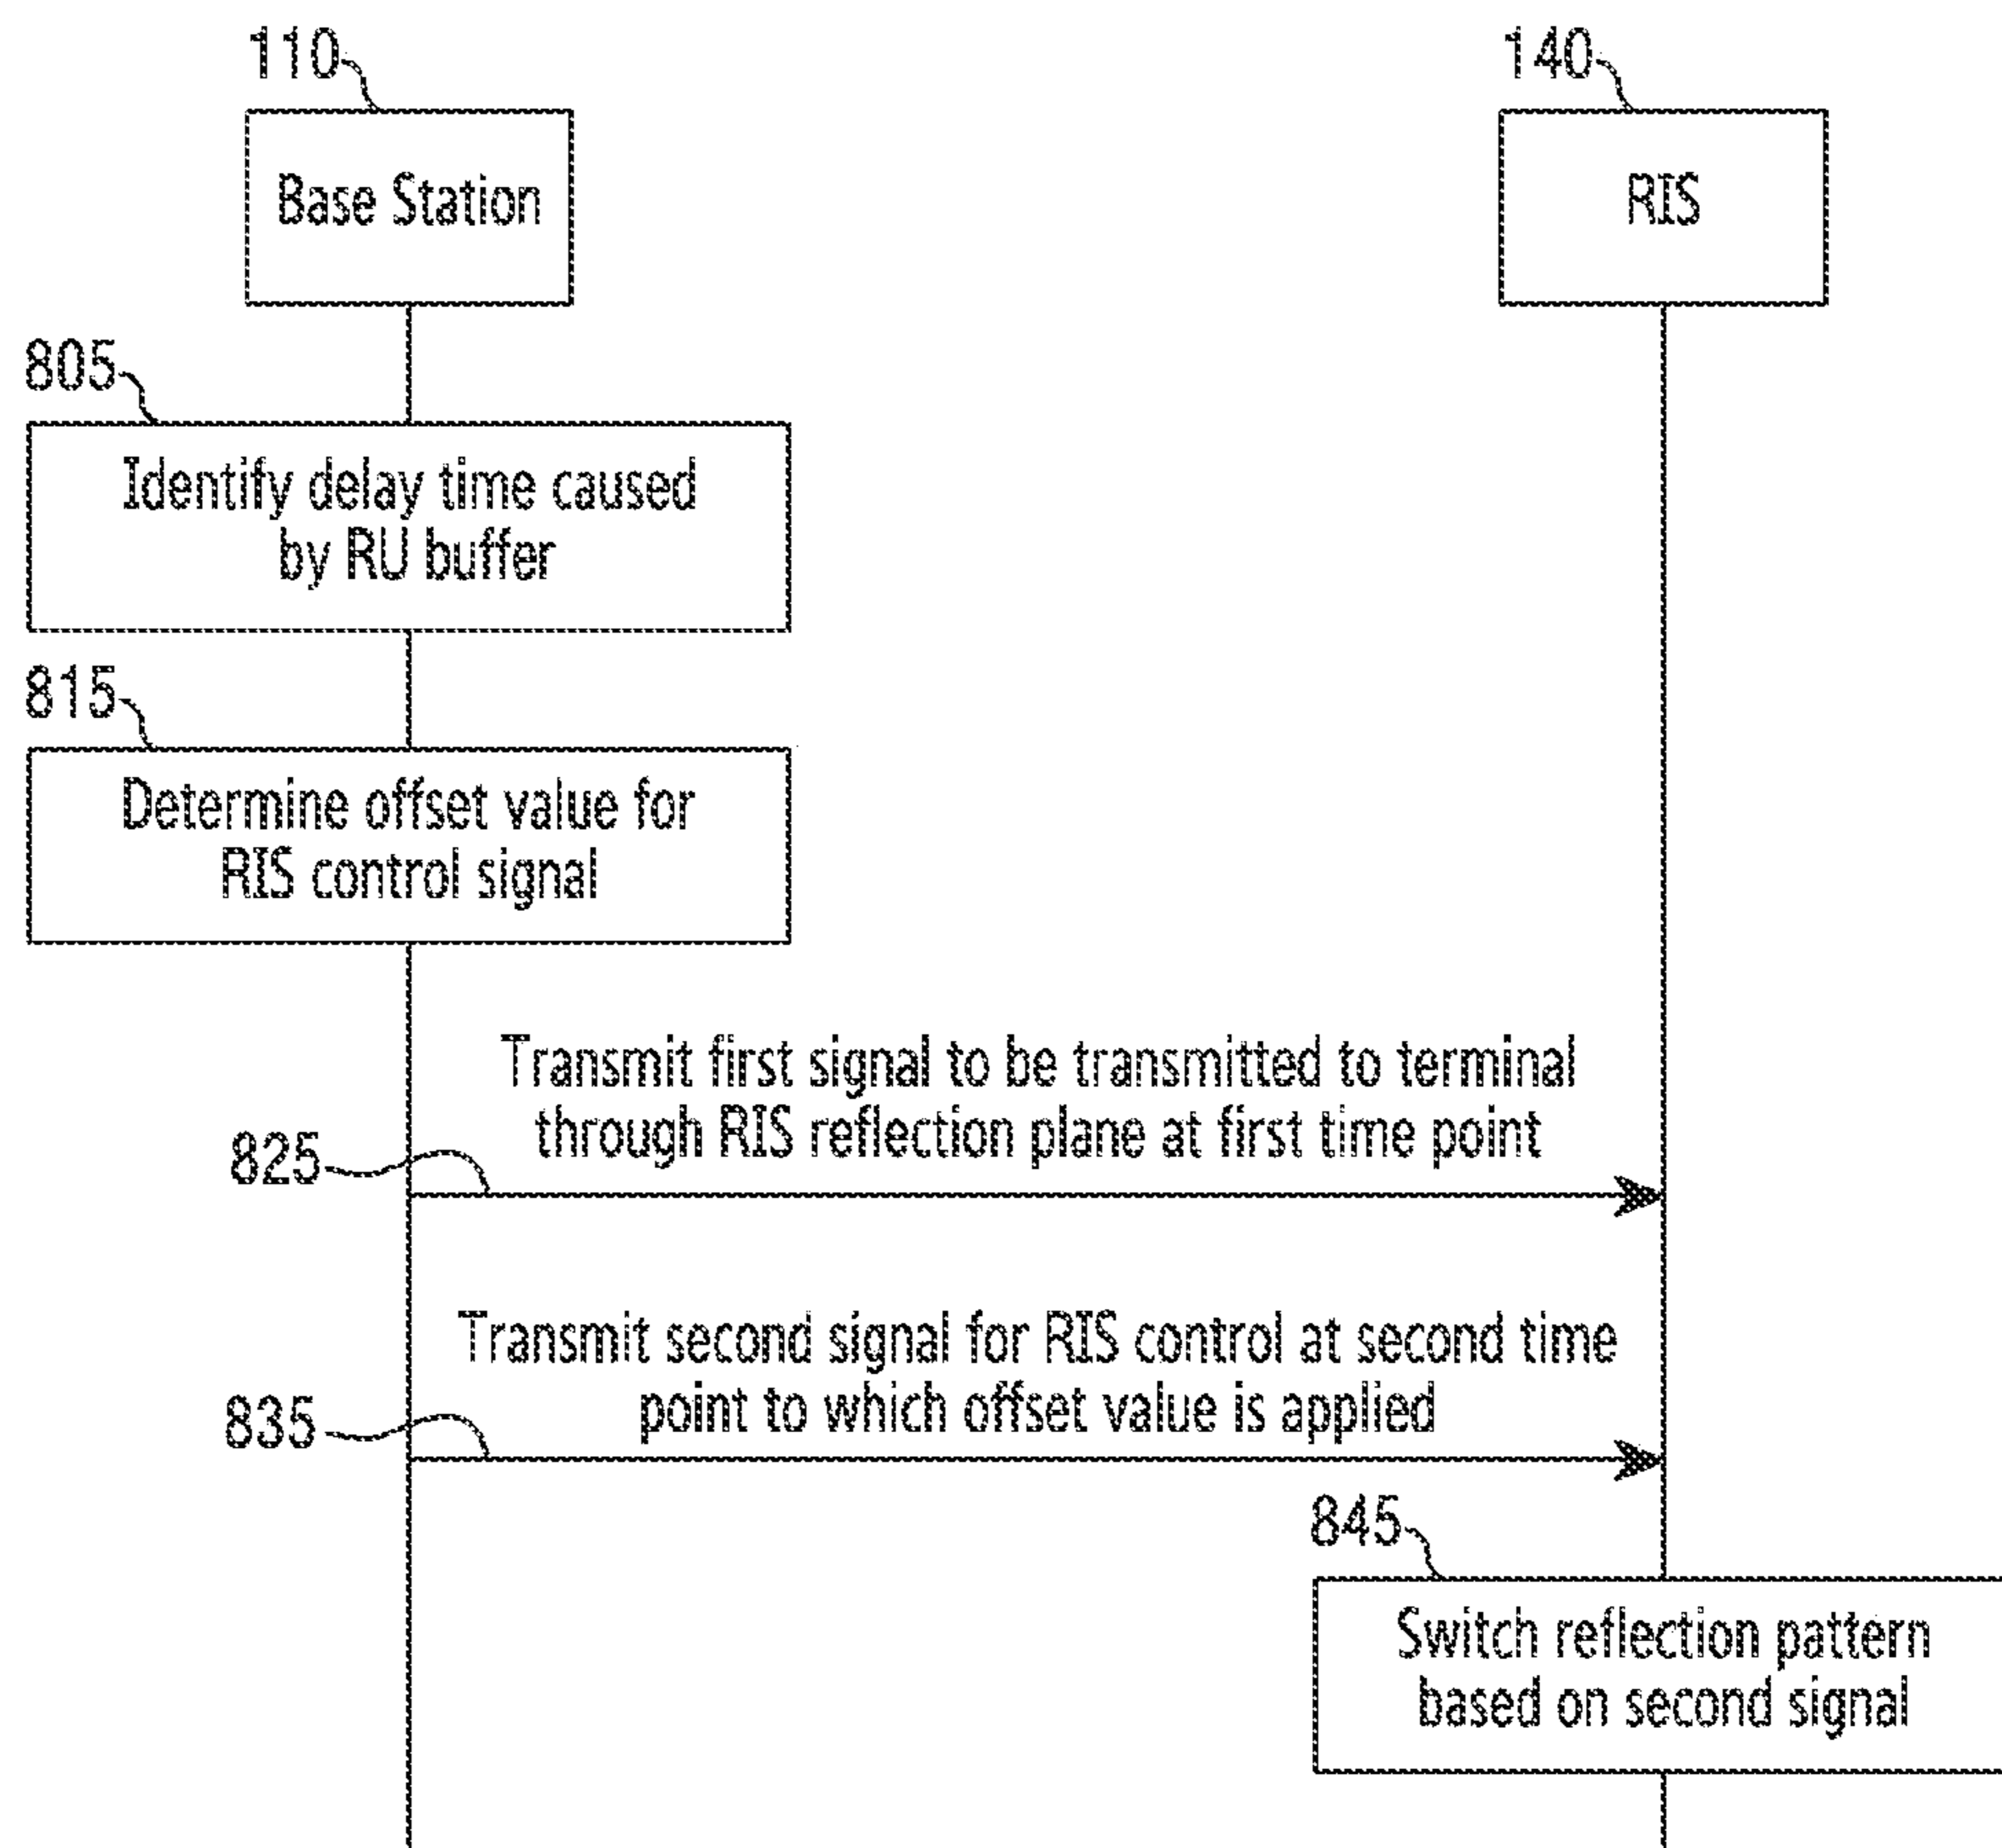 110
140
Base Station
RIS
805
Identify delay time caused
by RU buffer
815
Determine offset value for
RIS control signal
Transmit first signal to be transmitted to terminal
through RIS reflection plane at first time point
825
Transmit second signal for RIS control at second time
point to which offset value is applied
835
845
Switch reflection pattern
based on second signal